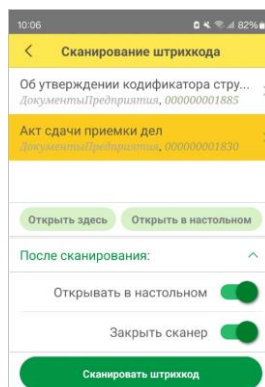 10:06 82%
Сканирование штрихкода
Об утверждении кодификатора стру...
ДокументыПредприятия, 000000001885
Акт сдачи приемки дел
ДокументыПредприятия, 000000001830
Открыть здесь Открыть в настольном
После сканирования:
Открывать в настольном
Закрыть сканер
Сканировать штрихкод